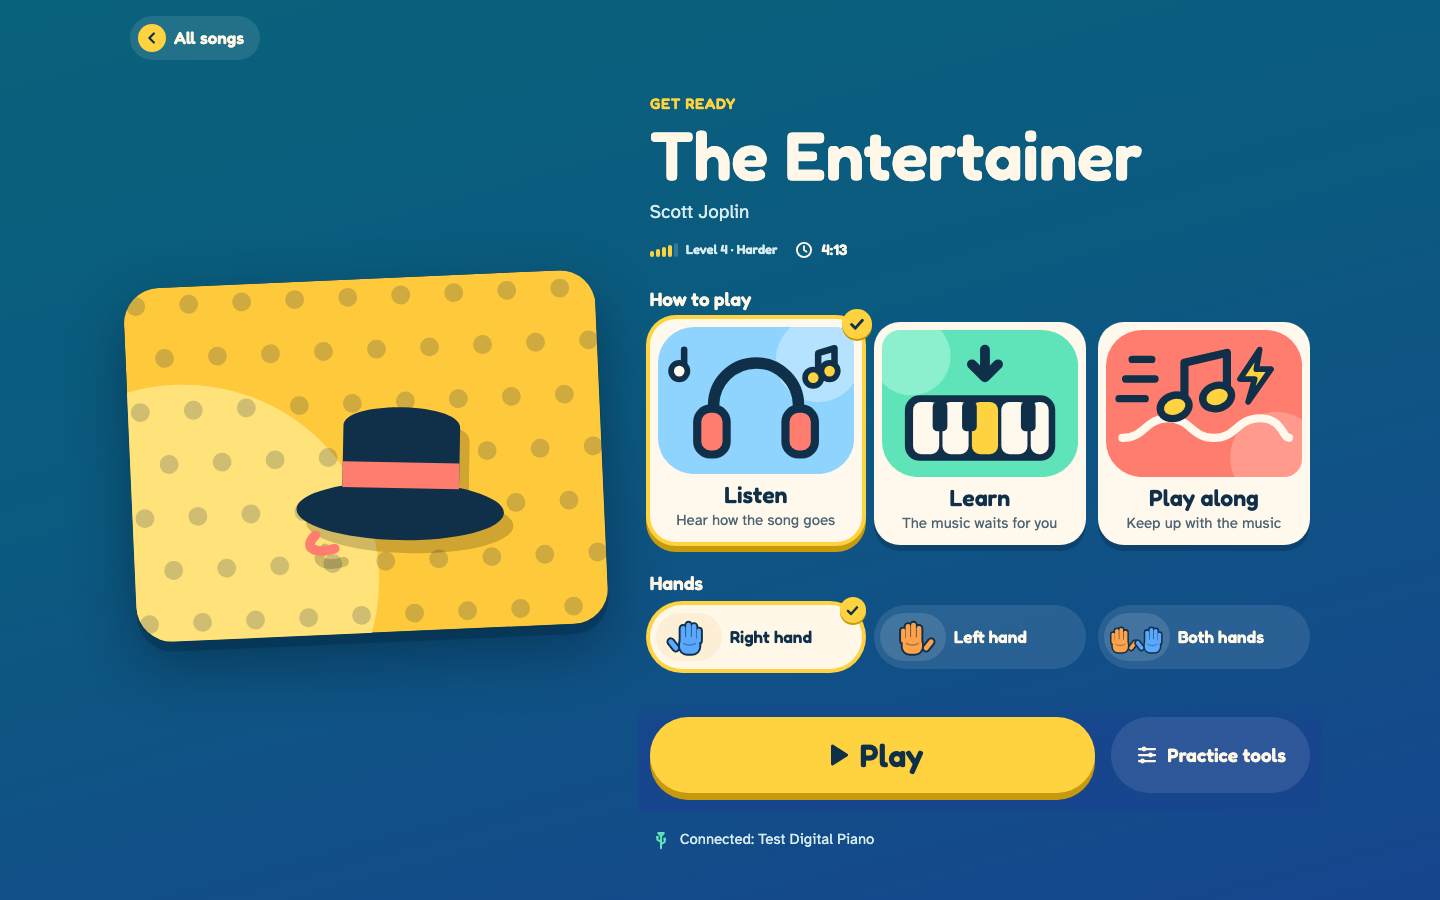 All songs
GET READY
The Entertainer
Scott Joplin
Level 4 · Harder
4:13
How to play
Listen
Hear how the song goes
Learn
The music waits for you
Play along
Keep up with the music
Hands
Right hand
Left hand
Both hands
Play
Practice tools
Connected: Test Digital Piano